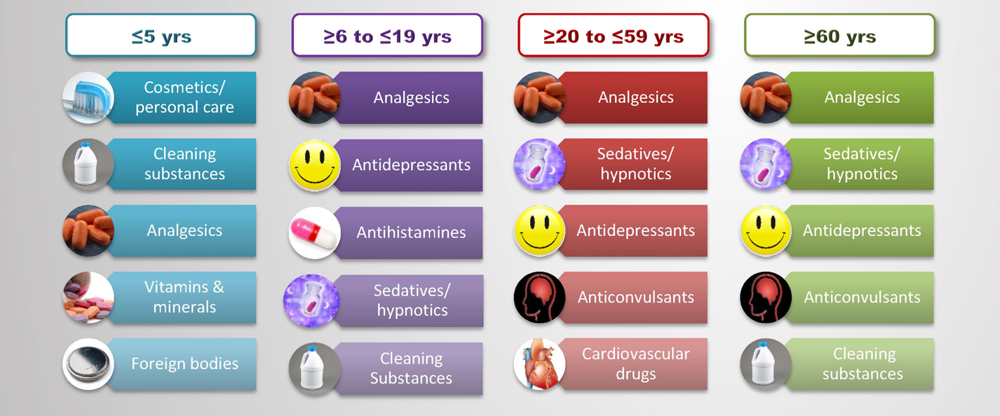 ≤5 yrs
Cosmetics/
personal care
Cleaning
substances
Analgesics
Vitamins &
minerals
Foreign bodies
≥6 to ≤19 yrs
Analgesics
Antidepressants
Antihistamines
Sedatives/
hypnotics
Cleaning
Substances
≥20 to ≤59 yrs
Analgesics
Sedatives/
hypnotics
Antidepressants
Anticonvulsants
Cardiovascular
drugs
≥60 yrs
Analgesics
Sedatives/
hypnotics
Antidepressants
Anticonvulsants
Cleaning
substances